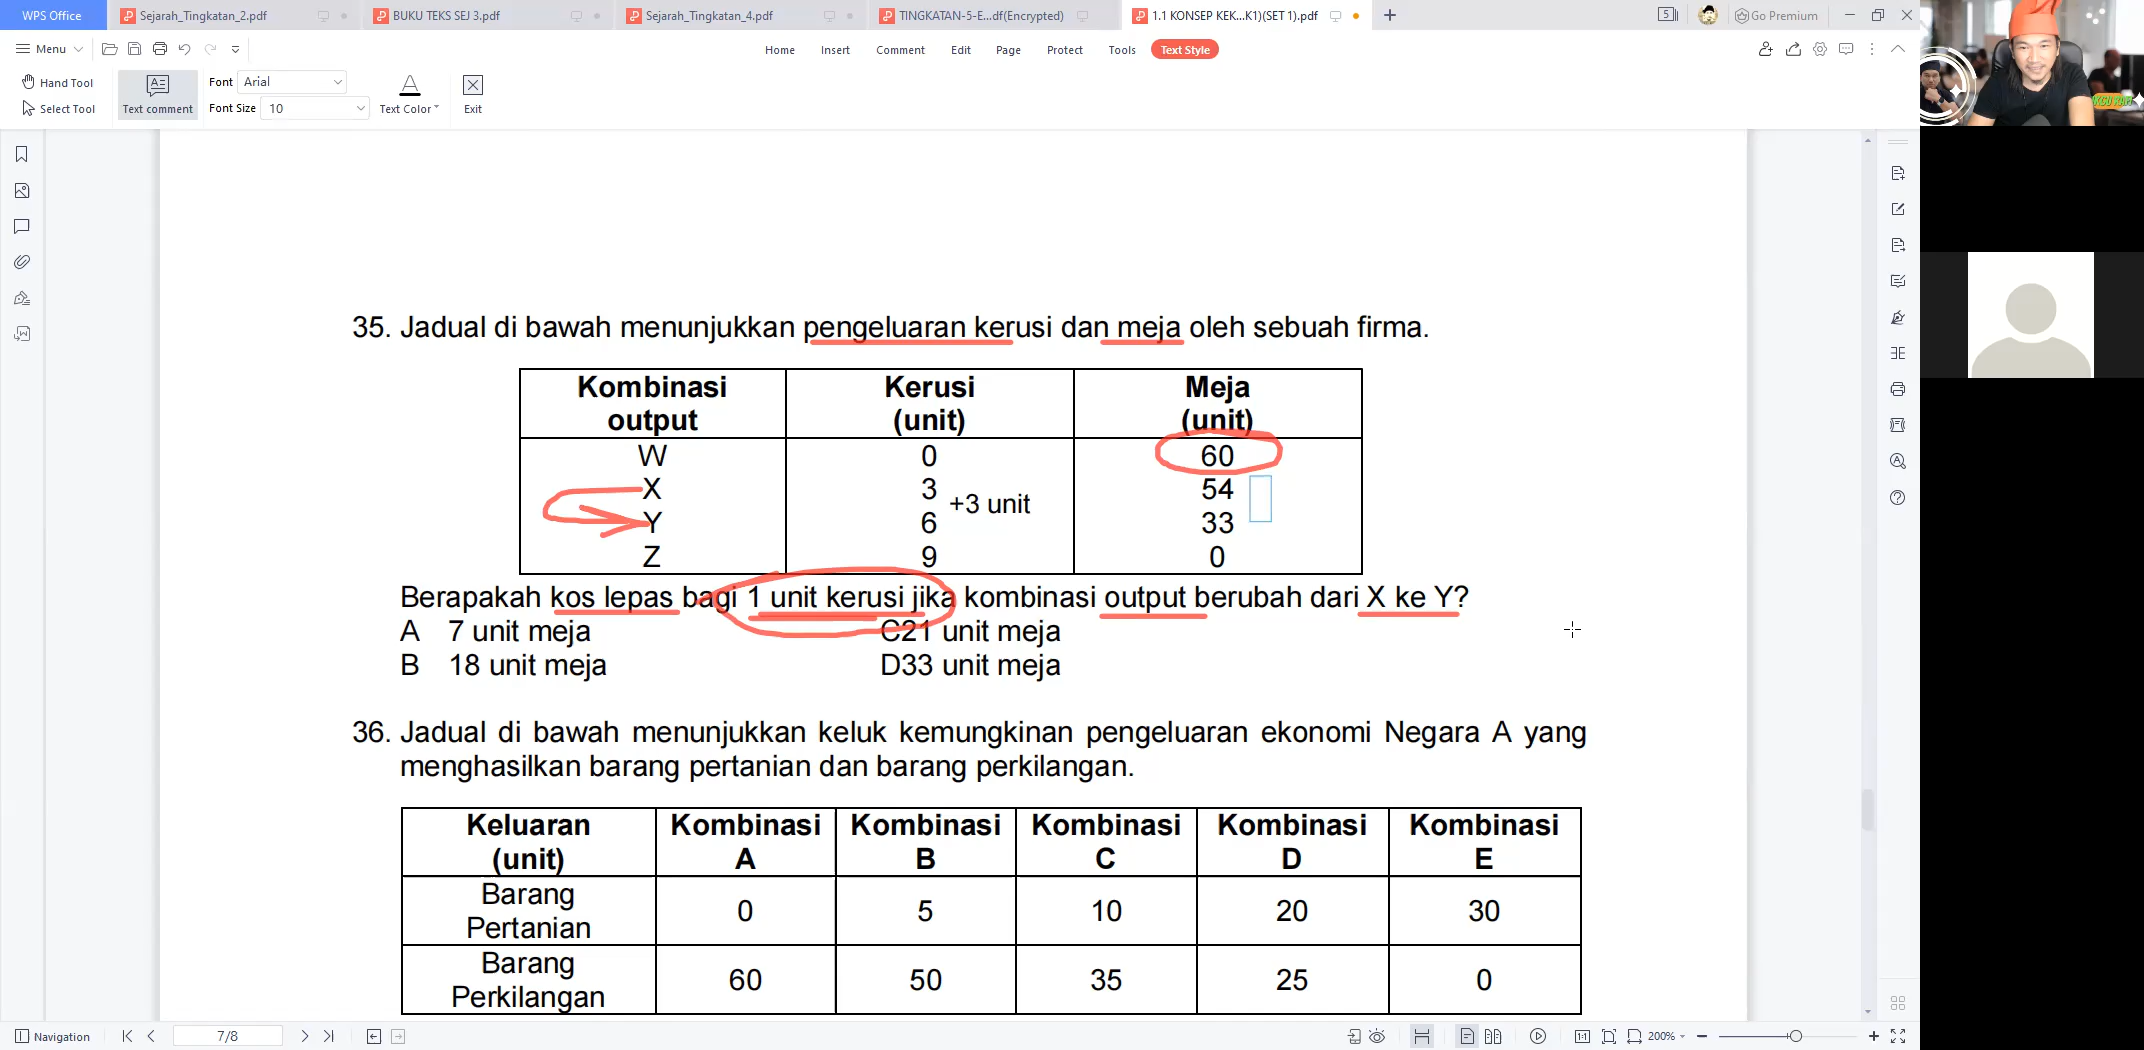 WPS Office
Sejarah_Tingkatan_2.pdf
BUKU TEKS SEJ 3.pdf
Sejarah_Tingkatan_4.pdf
TINGKATAN-5-E...df(Encrypted)
1.1 KONSEP KEK...K1)(SET 1).pdf
5
Go Premium
Menu
Home Insert Comment Edit Page Protect Tools Text Style
Hand Tool
Select Tool
Text comment
Font Arial
Font Size 10
Text Color
Exit
35. Jadual di bawah menunjukkan pengeluaran kerusi dan meja oleh sebuah firma.
Kombinasi output Kerusi (unit) Meja (unit)
W 0 60
X 3 54
+3 unit
Y 6 33
Z 9 0
Berapakah kos lepas bagi 1 unit kerusi jika kombinasi output berubah dari X ke Y?
A 7 unit meja C21 unit meja
B 18 unit meja D33 unit meja
36. Jadual di bawah menunjukkan keluk kemungkinan pengeluaran ekonomi Negara A yang
menghasilkan barang pertanian dan barang perkilangan.
Keluaran (unit) Kombinasi A Kombinasi B Kombinasi C Kombinasi D Kombinasi E
Barang Pertanian 0 5 10 20 30
Barang Perkilangan 60 50 35 25 0
Navigation
7/8
1:1
200%